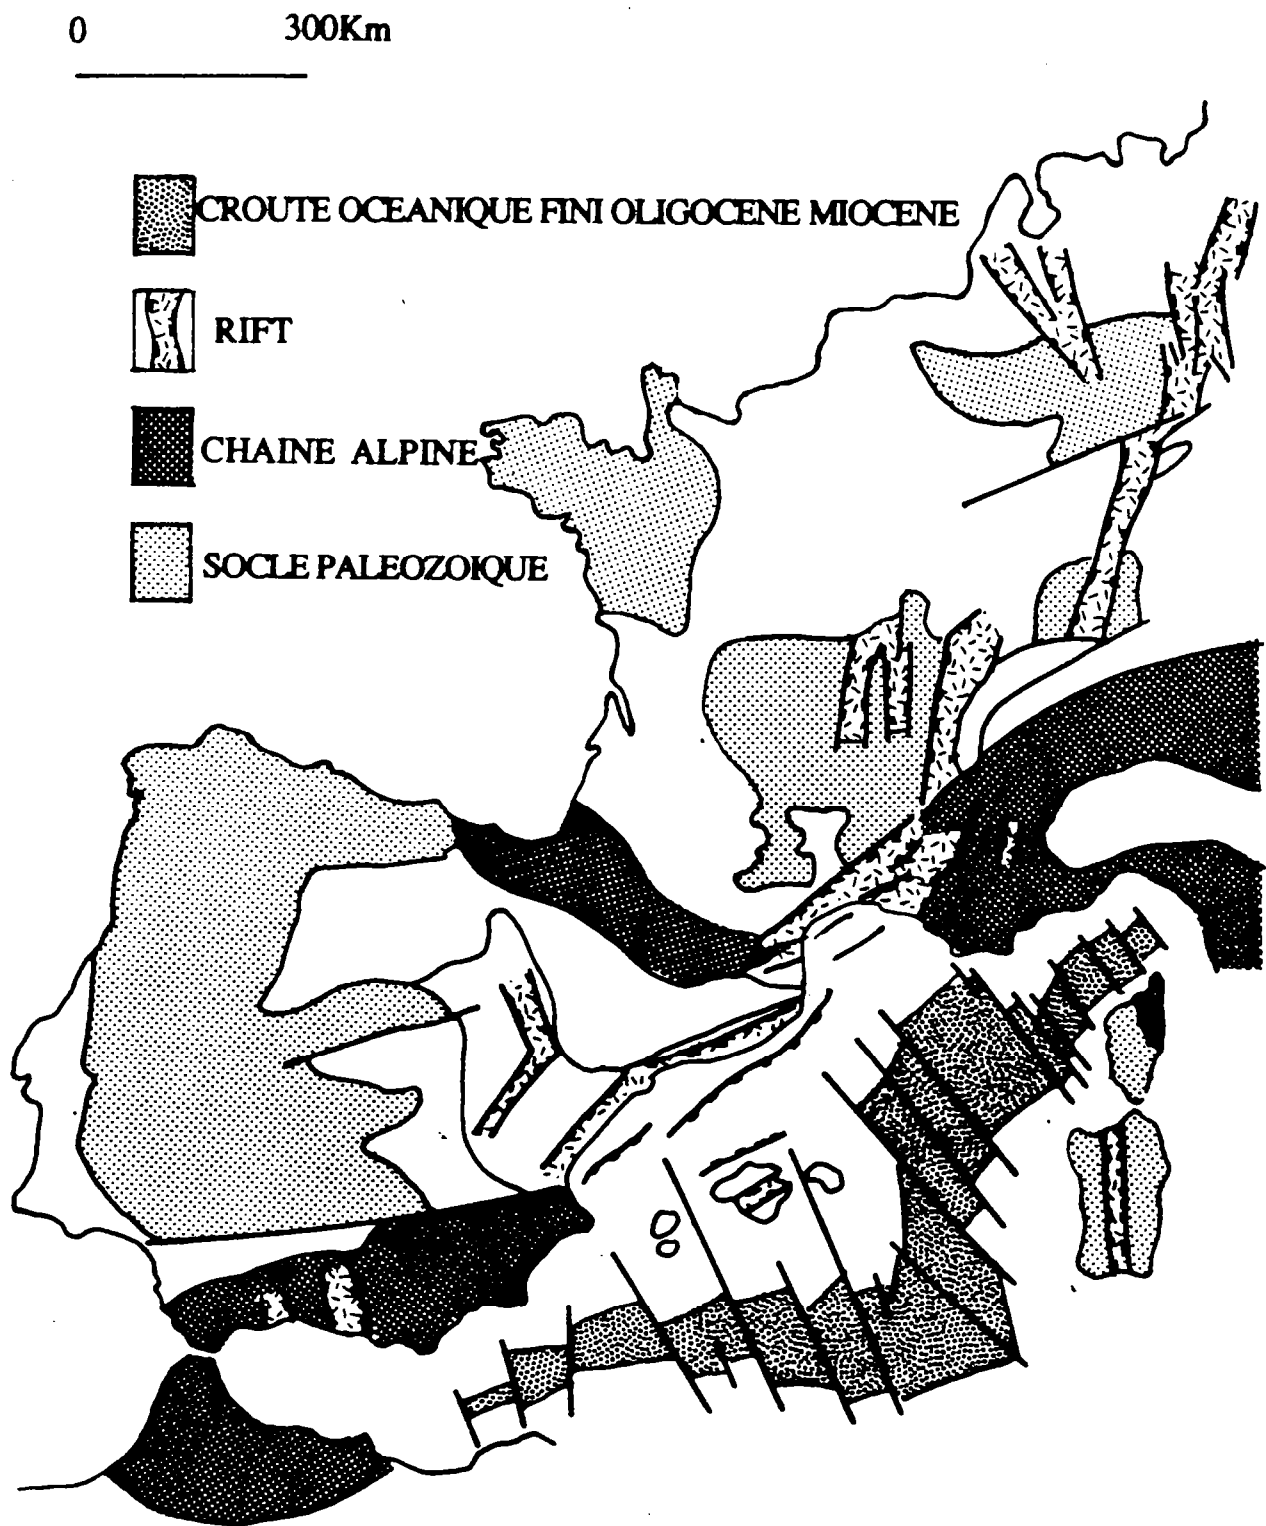 0 300Km
CROUTE OCEANIQUE FINI OLIGOCENE MIOCENE
RIFT
CHAINE ALPINE
SOCLE PALEOZOIQUE